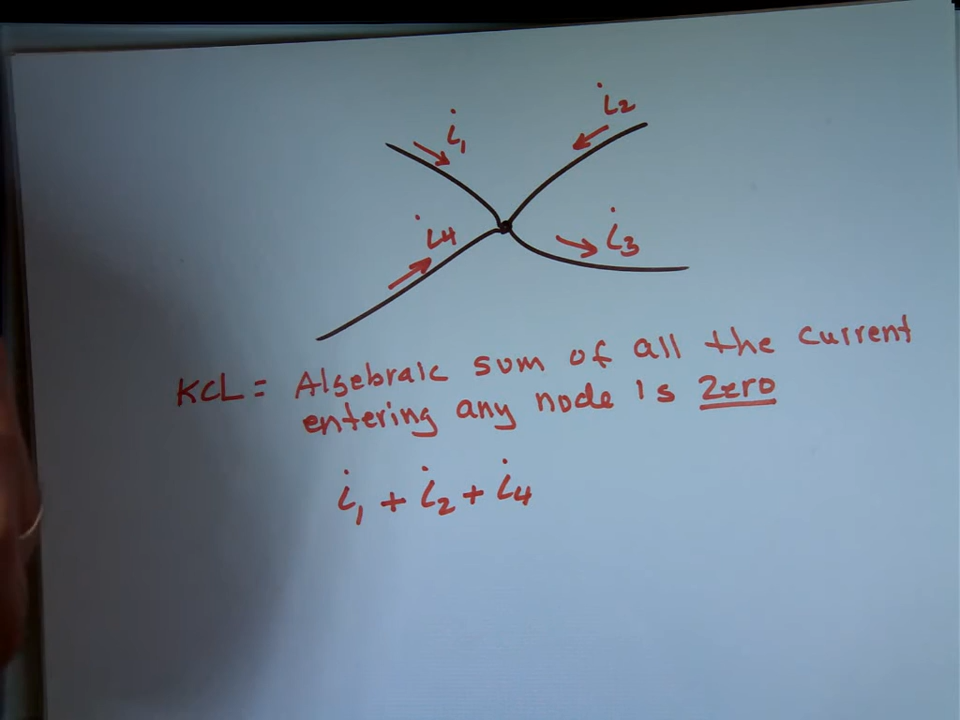 i1
i2
i4
i3
KCL = Algebraic sum of all the current
entering any node is Zero
i1 + i2 + i4